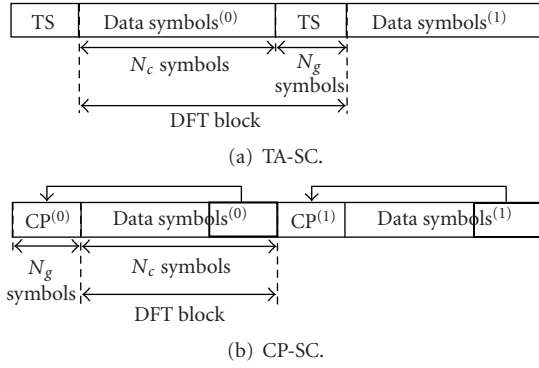 TS Data symbols(0) TS Data symbols(1)
Nc symbols Ng symbols
DFT block
(a) TA-SC.
CP(0) Data symbols(0) CP(1) Data symbols(1)
Ng symbols Nc symbols
DFT block
(b) CP-SC.